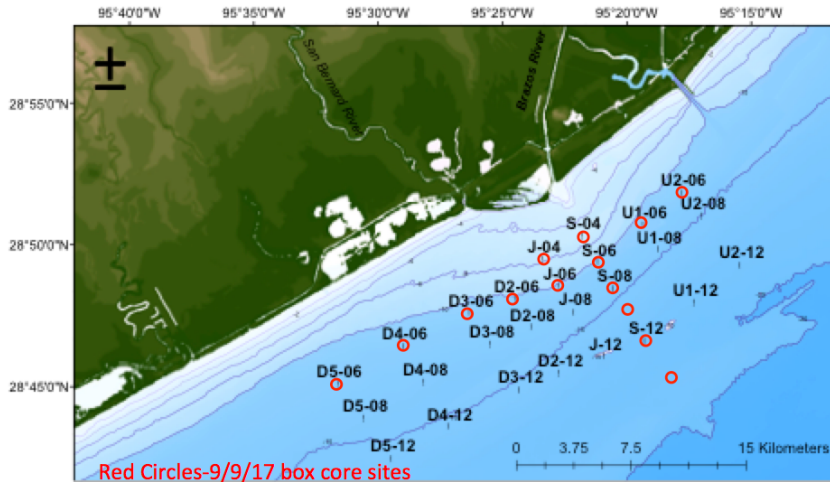 95°40'0"W 95°35'0"W 95°30'0"W 95°25'0"W 95°20'0"W 95°15'0"W
San Bernard River
Brazos River
28°55'0"N
U2-06
U2-08
U1-06
S-04
28°50'0"N
U1-08
J-04
S-06
U2-12
J-06
S-08
D2-06
U1-12
D3-06
J-08
D2-08
S-12
D4-06
D3-08
J-12
D2-12
28°45'0"N
D5-06
D4-08
D3-12
D5-08
D4-12
D5-12
0 3.75 7.5 15 Kilometers
Red Circles-9/9/17 box core sites